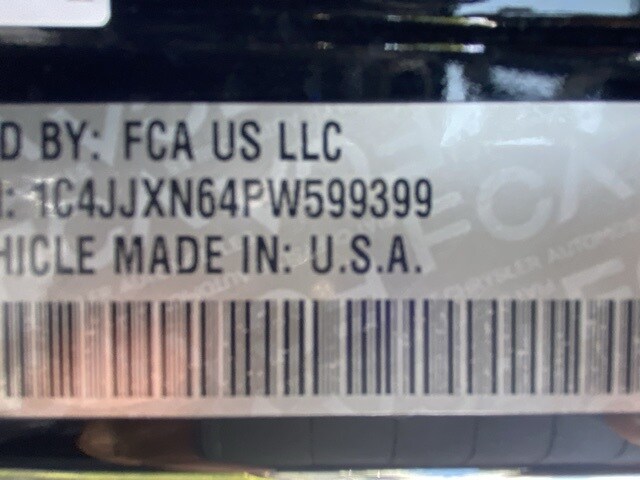 D BY: FCA US LLC
: 1C4JJXN64PW599399
HICLE MADE IN: U.S.A.